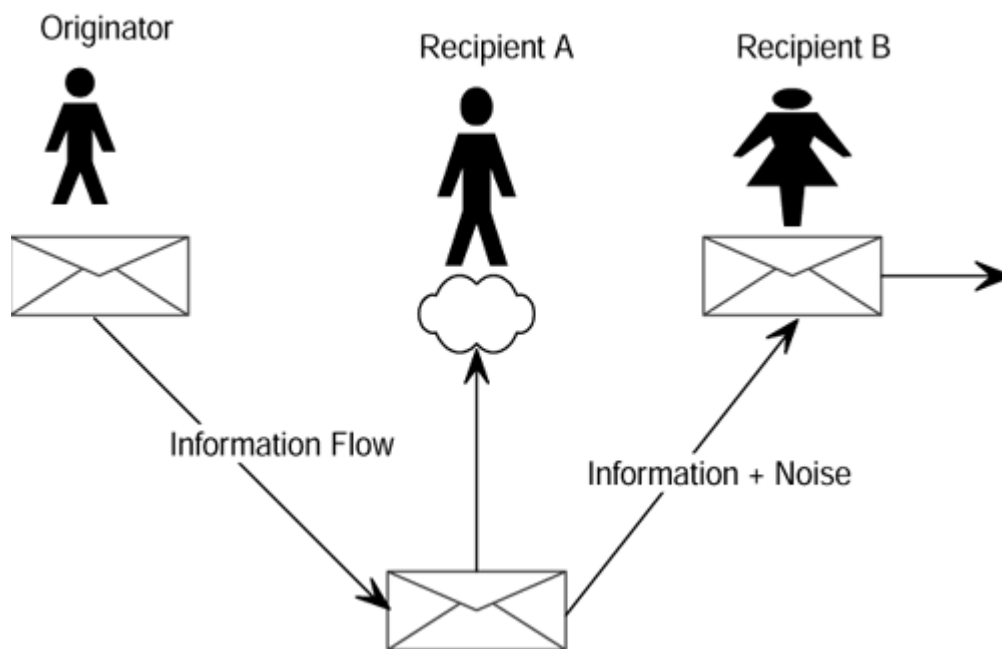 Originator
Recipient A
Recipient B
Information Flow
Information + Noise